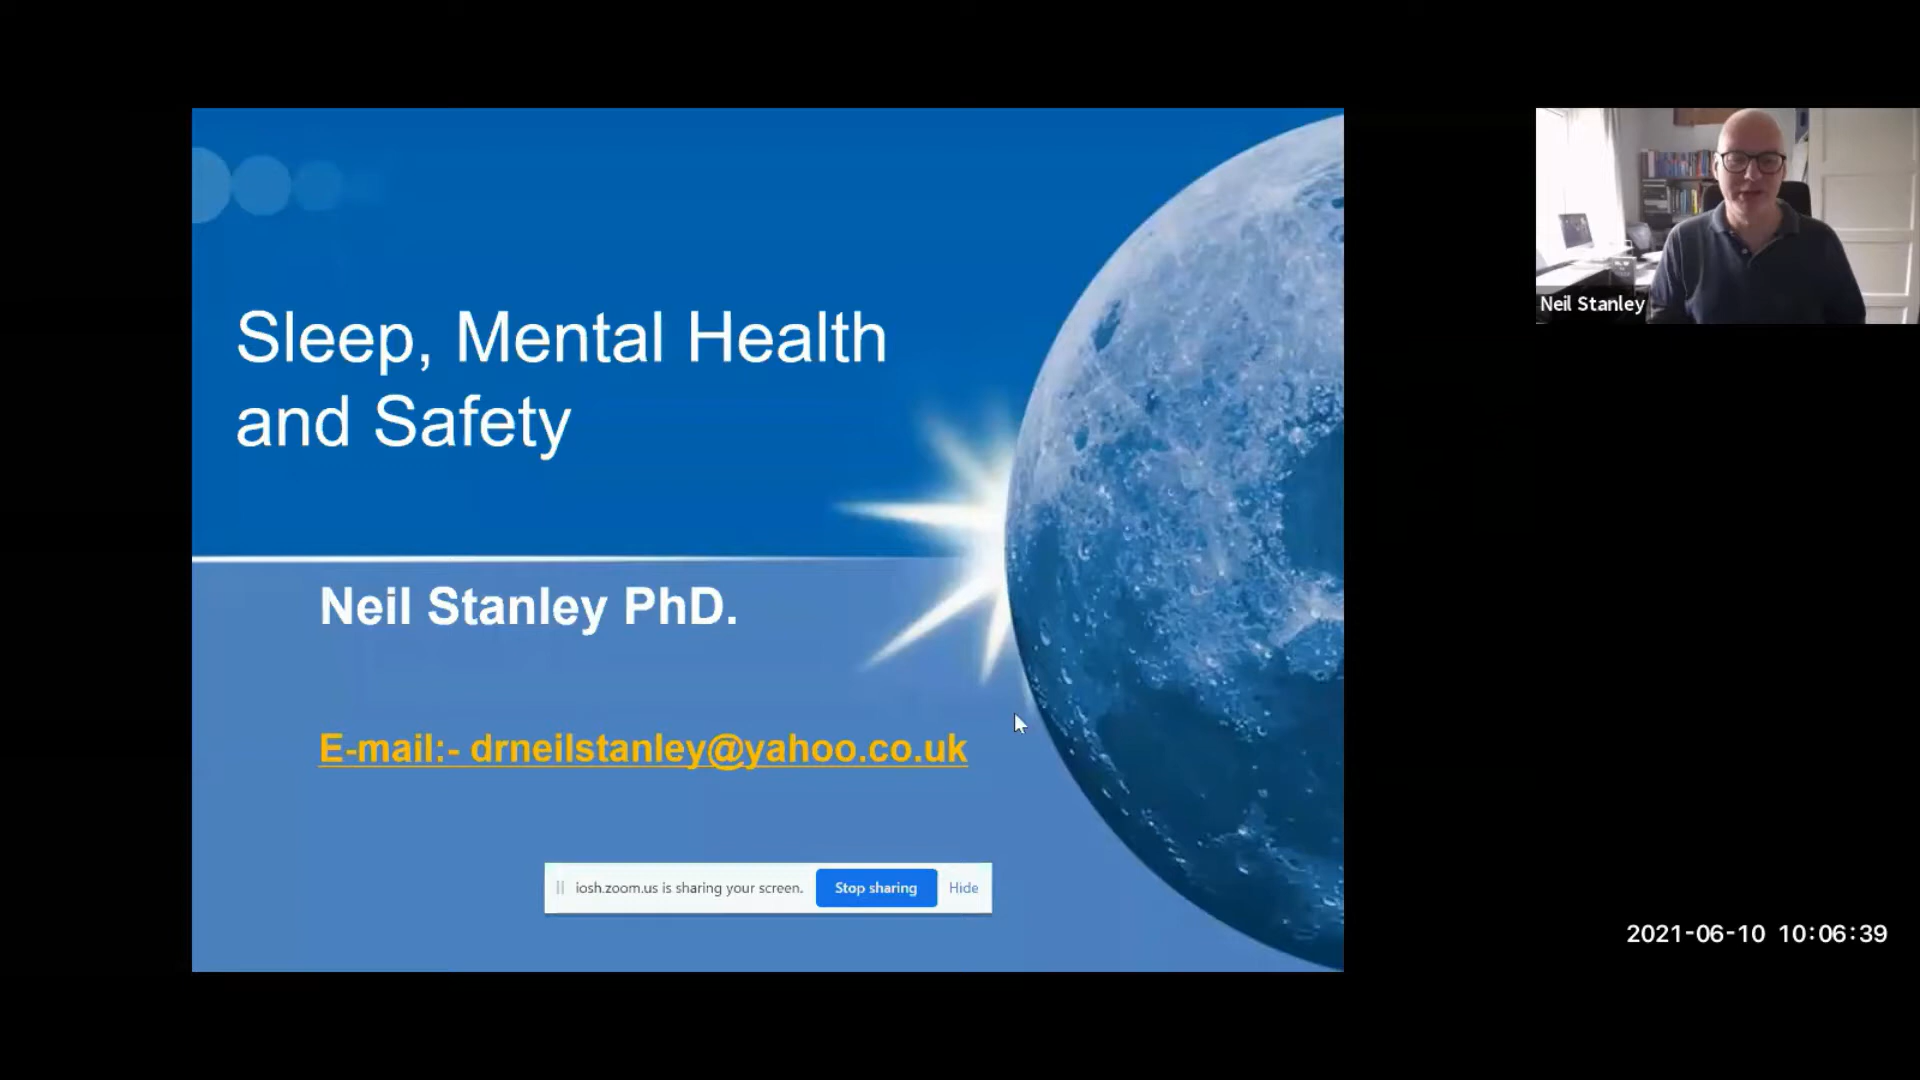 Sleep, Mental Health
and Safety
Neil Stanley PhD.
E-mail:- drneilstanley@yahoo.co.uk
iosh.zoom.us is sharing your screen. Stop sharing Hide
Neil Stanley
2021-06-10 10:06:39